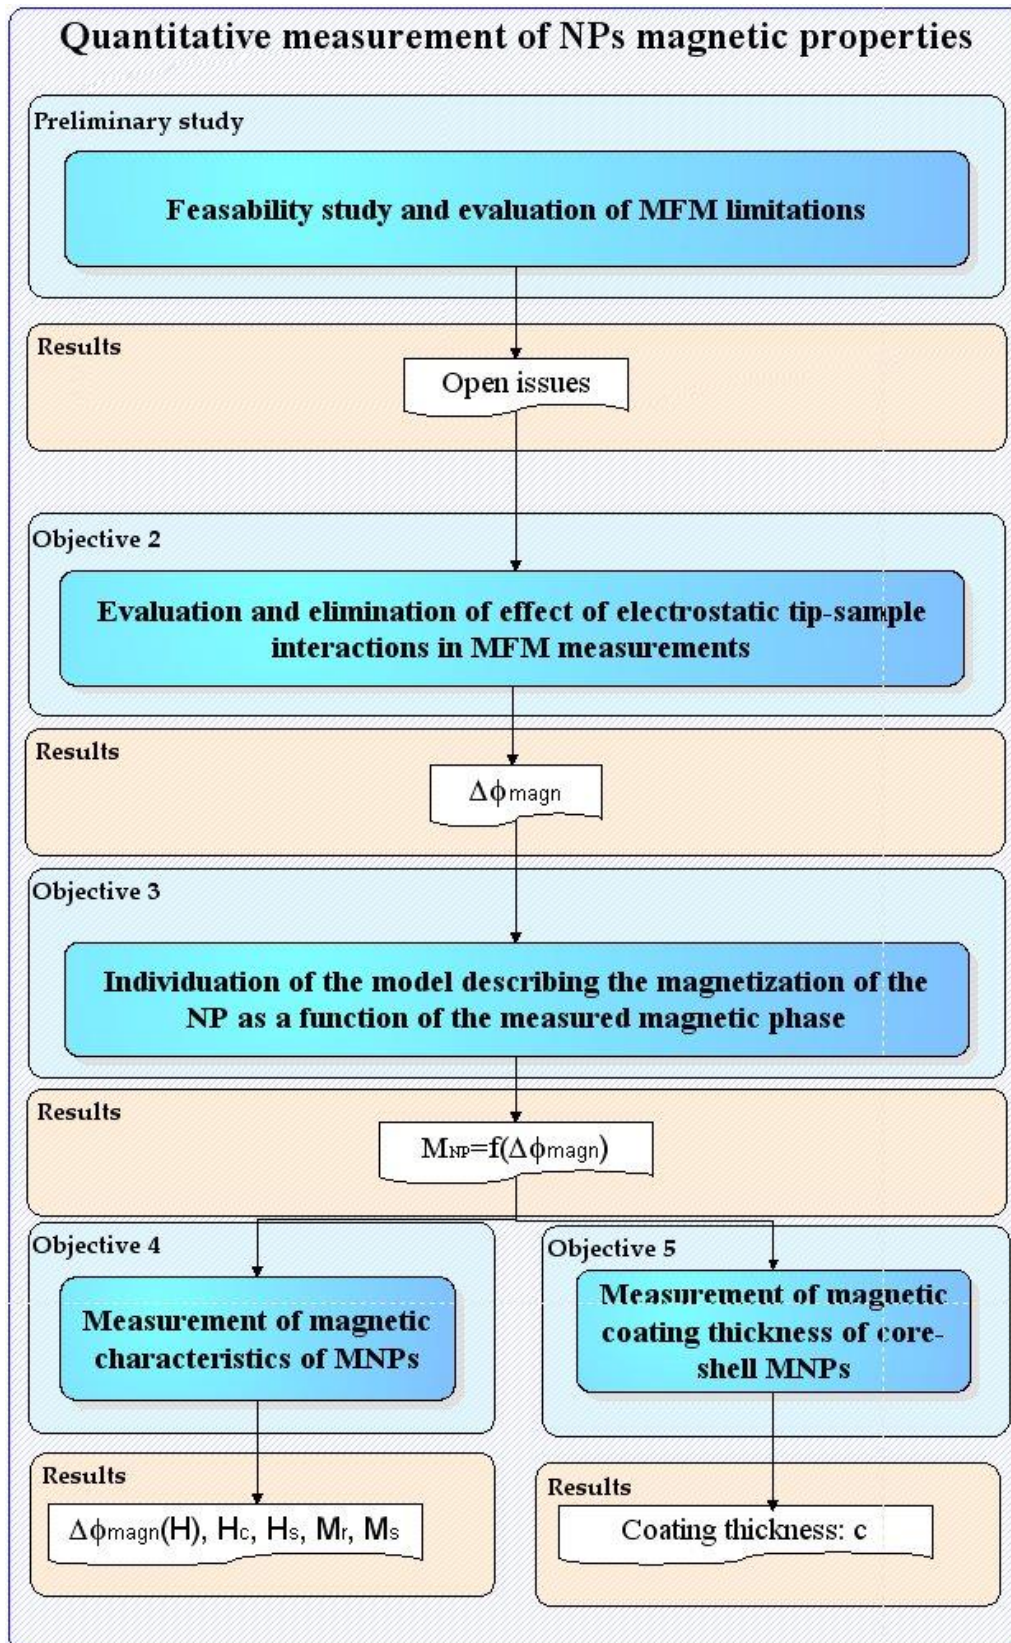 Quantitative measurement of NPs magnetic properties
Preliminary study
Feasability study and evaluation of MFM limitations
Results
Open issues
Objective 2
Evaluation and elimination of effect of electrostatic tip-sample
interactions in MFM measurements
Results
Δϕmagn
Objective 3
Individuation of the model describing the magnetization of the
NP as a function of the measured magnetic phase
Results
MNP=f(Δϕmagn)
Objective 4
Measurement of magnetic
characteristics of MNPs
Results
Δϕmagn(H), Hc, Hs, Mr, Ms
Objective 5
Measurement of magnetic
coating thickness of core-
shell MNPs
Results
Coating thickness: c